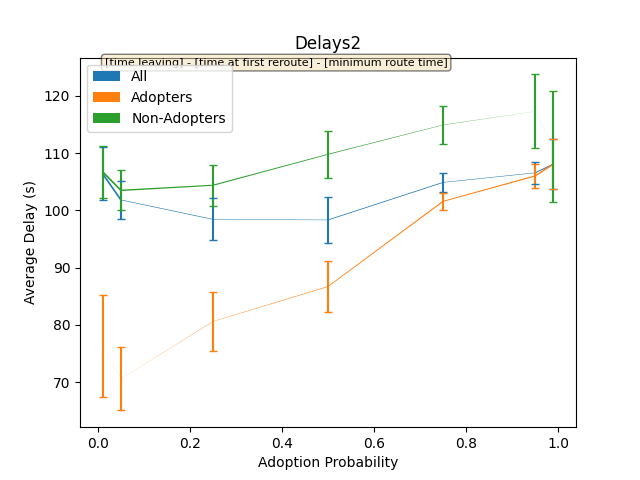 Delays2
[time leaving] - [time at first reroute] - [minimum route time]
All
Adopters
Non-Adopters
120
110
100
90
80
70
Average Delay (s)
0.0 0.2 0.4 0.6 0.8 1.0
Adoption Probability